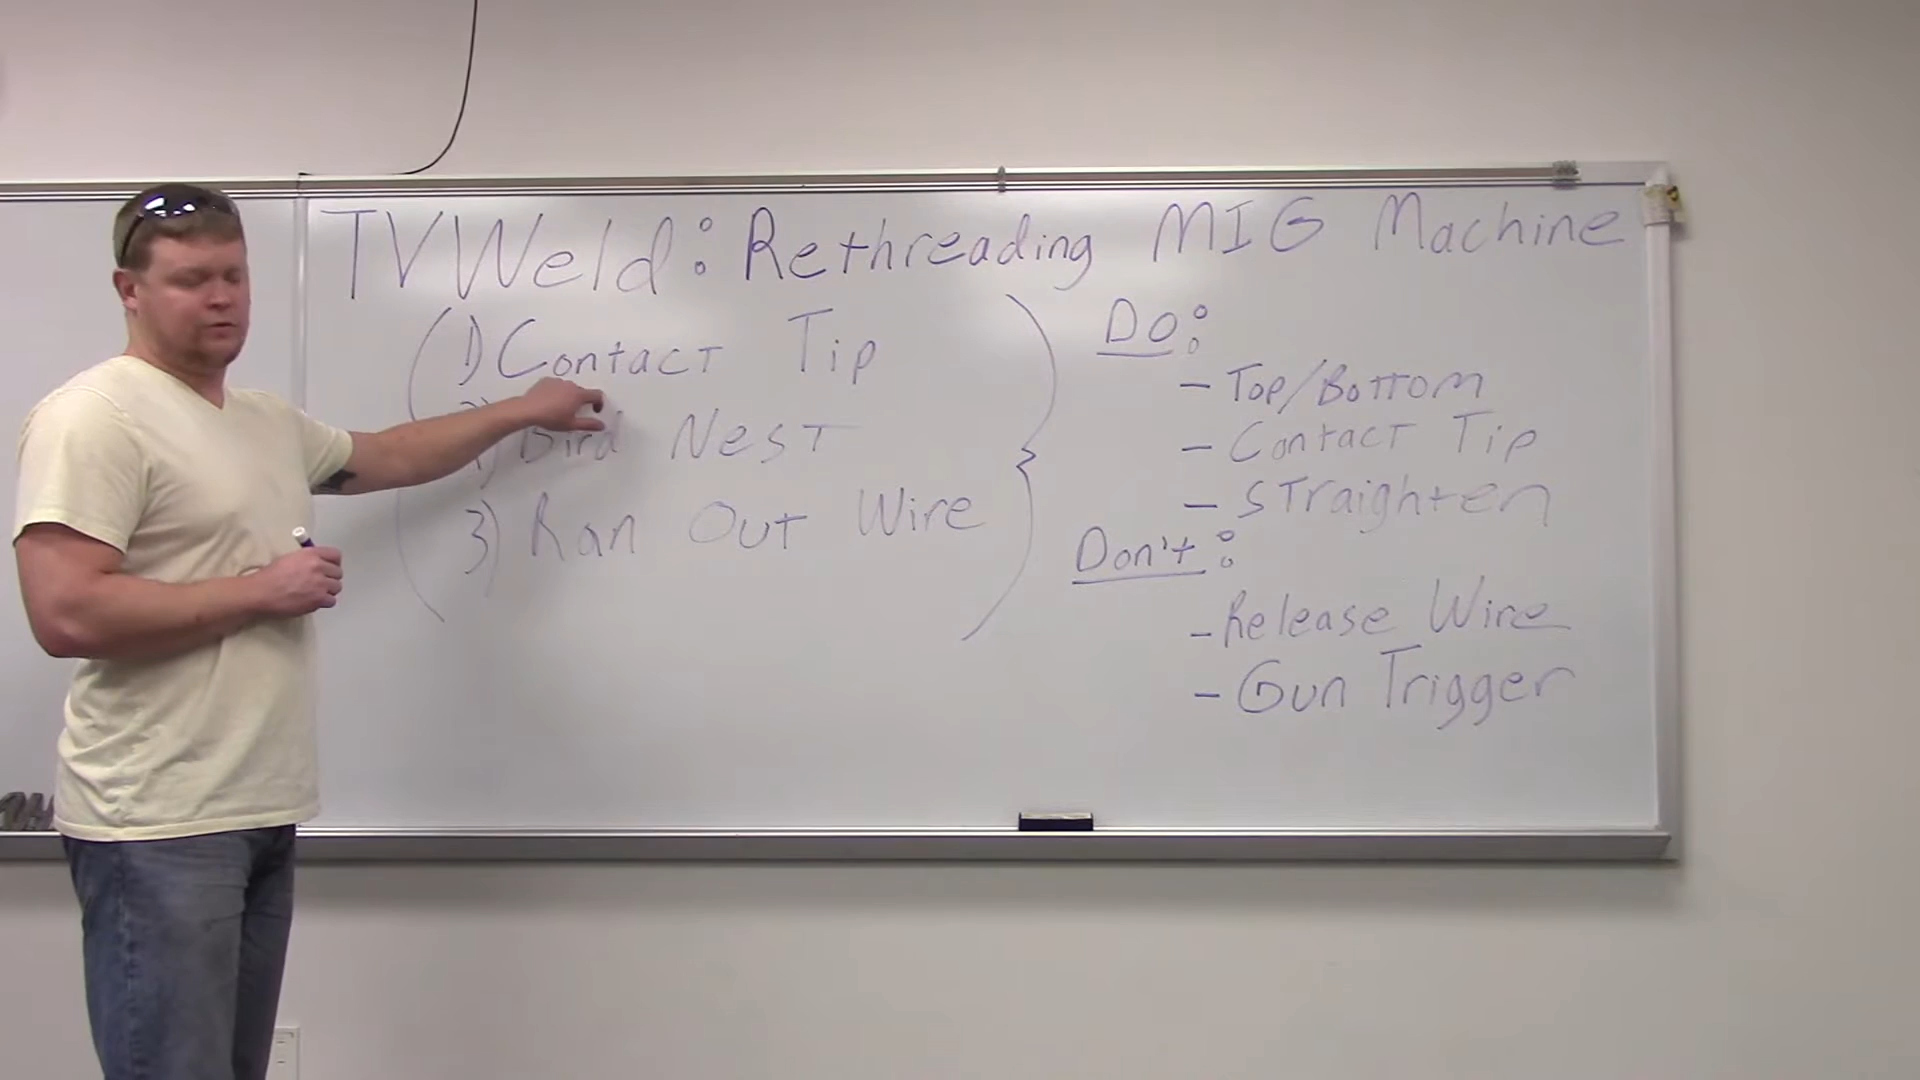 TVWeld: Rethreading MIG Machine
1) Contact Tip
2) Bird Nest
3) Ran Out Wire
Do:
- Top/Bottom
- Contact Tip
- Straighten
Don't:
- Release Wire
- Gun Trigger